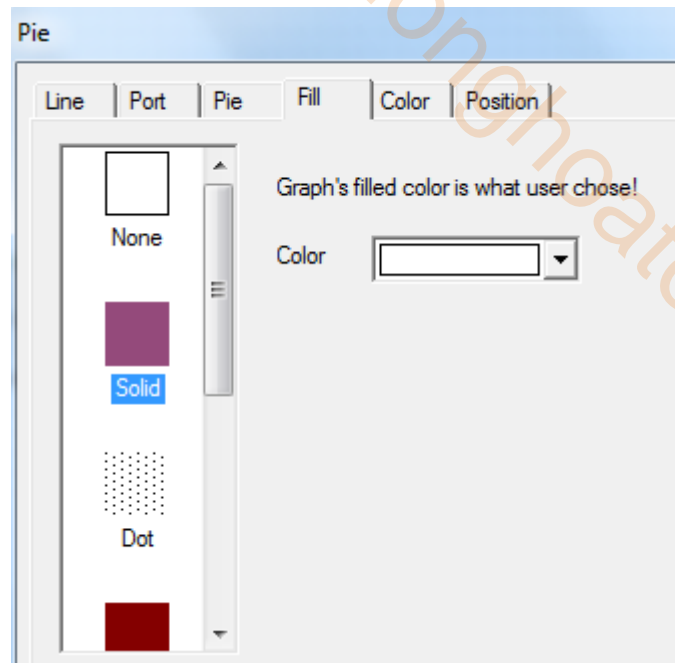 Pie
Line Port Pie Fill Color Position
Graph's filled color is what user chose!
None
Color
Solid
Dot